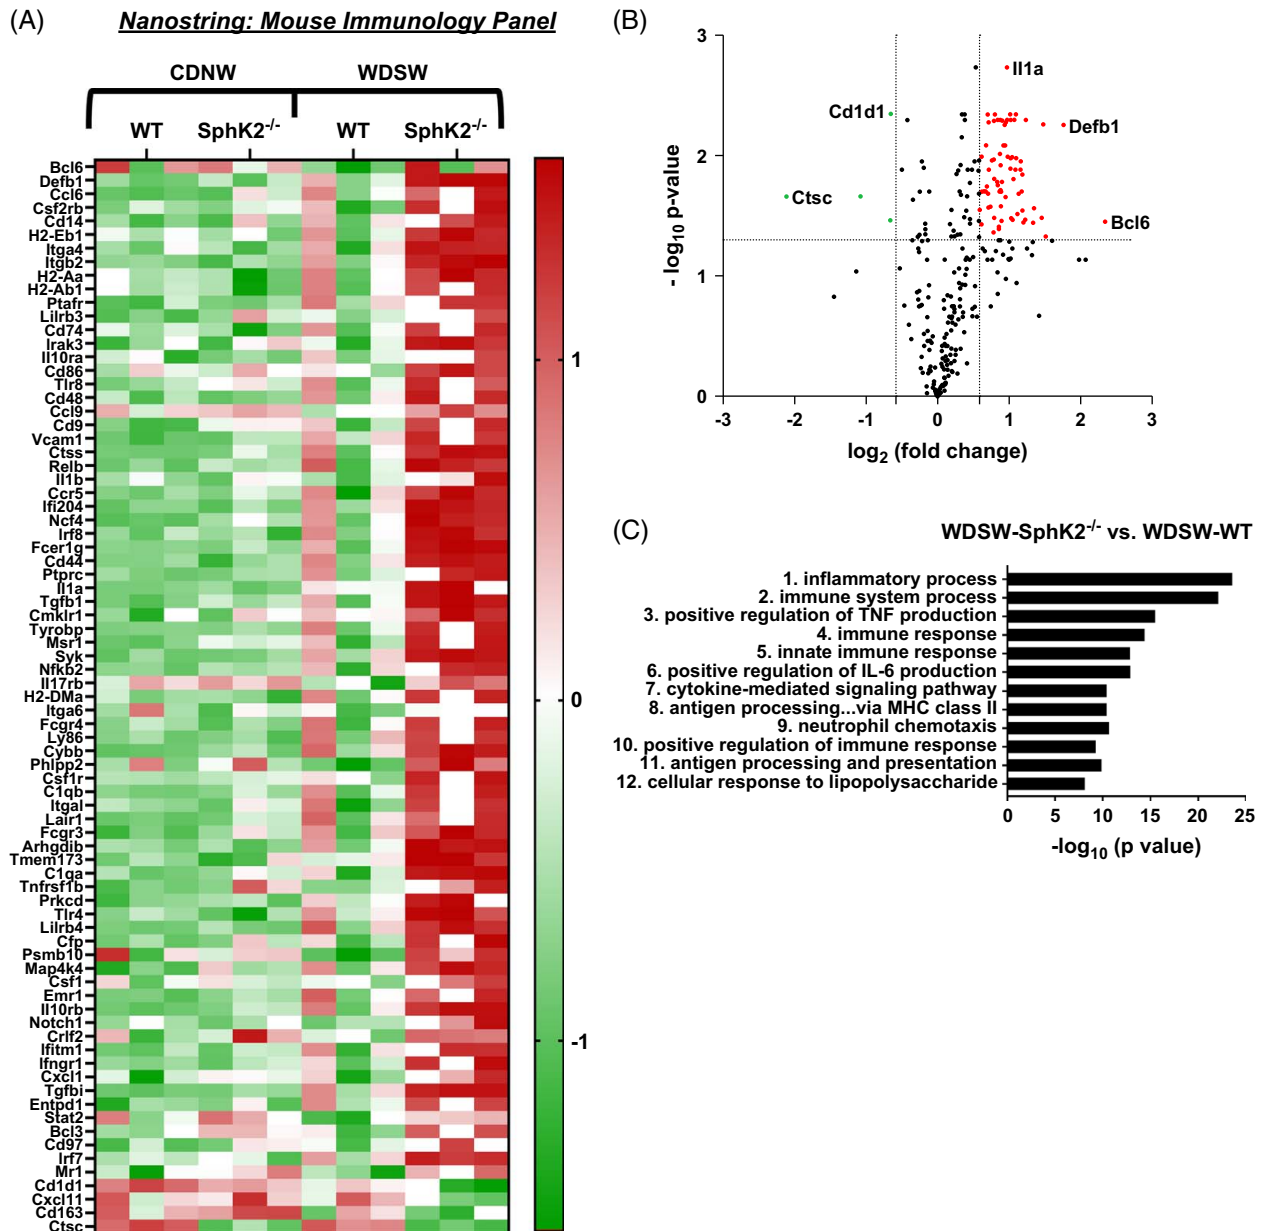 (A)
Nanostring: Mouse Immunology Panel
CDNW WDSW
WT SphK2-/- WT SphK2-/-
Bcl6
Defb1
Ccl6
Csf2rb
Cd14
H2-Eb1
Itga4
Itgb2
H2-Aa
H2-Ab1
Ptafr
Lilrb3
Cd74
Irak3
Il10ra
Cd86
Tlr8
Cd48
Ccl9
Cd9
Vcam1
Ctss
Relb
Il1b
Ccr5
Ifi204
Ncf4
Irf8
Fcer1g
Cd44
Ptprc
Il1a
Tgfb1
Cmklr1
Tyrobp
Msr1
Syk
Nfkb2
Il17rb
H2-DMa
Itga6
Fcgr4
Ly86
Cybb
Phlpp2
Csf1r
C1qb
Itgal
Lair1
Fcgr3
Arhgdib
Tmem173
C1qa
Tnfrsf1b
Prkcd
Tlr4
Lilrb4
Cfp
Psmb10
Map4k4
Csf1
Emr1
Il10rb
Notch1
Crlf2
Ifitm1
Ifngr1
Cxcl1
Tgfbi
Entpd1
Stat2
Bcl3
Cd97
Irf7
Mr1
Cd1d1
Cxcl11
Cd163
Ctsc
1
0
-1
(B)
3
2
1
0
- log10 p-value
Il1a
Cd1d1
Defb1
Ctsc
Bcl6
-3 -2 -1 0 1 2 3
log2 (fold change)
(C)
WDSW-SphK2-/- vs. WDSW-WT
1. inflammatory process
2. immune system process
3. positive regulation of TNF production
4. immune response
5. innate immune response
6. positive regulation of IL-6 production
7. cytokine-mediated signaling pathway
8. antigen processing...via MHC class II
9. neutrophil chemotaxis
10. positive regulation of immune response
11. antigen processing and presentation
12. cellular response to lipopolysaccharide
0 5 10 15 20 25
-log10 (p value)